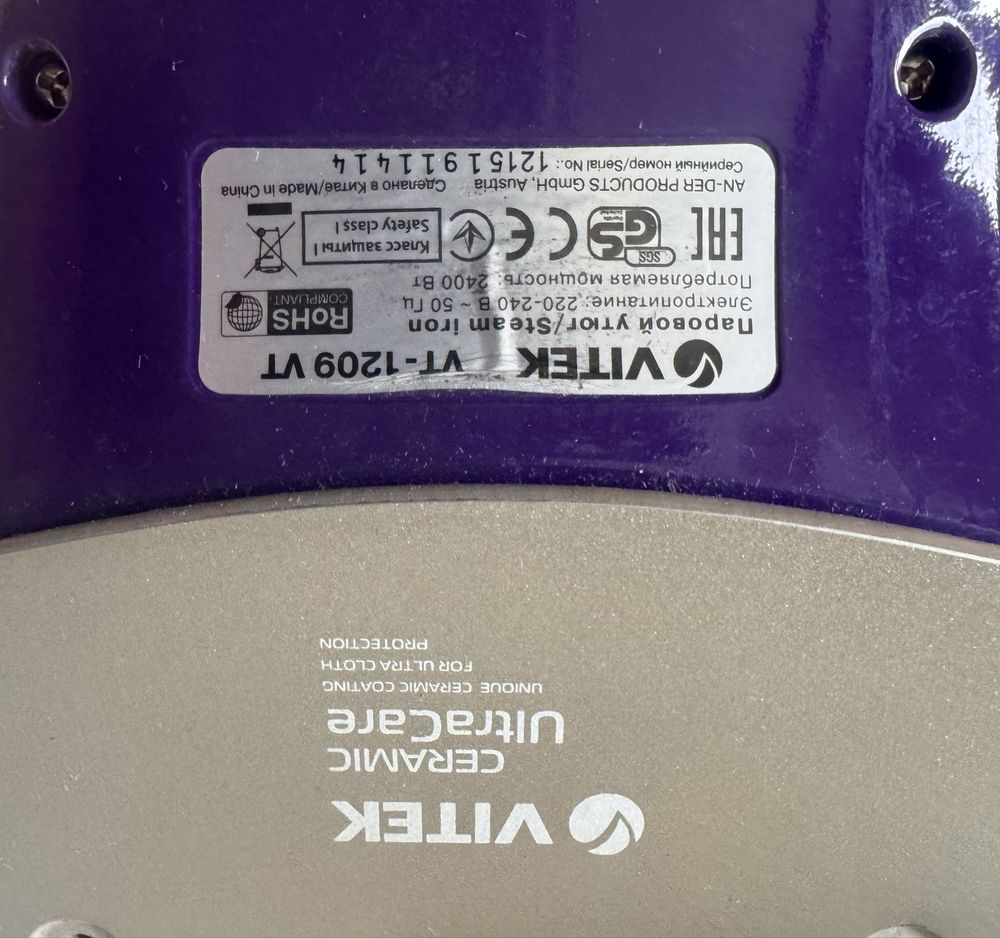 VITEK
CERAMIC
UltraCare
UNIQUE CERAMIC COATING
FOR ULTRA CLOTH
PROTECTION
VITEK VT-1209 VT
Паровой утюг/Steam iron
Электропитание: 220-240 В ~ 50 Гц
Потребляемая мощность: 2400 Вт
RoHS
COMPLIANT
EAC
SGS
GS
CE
Класс защиты I
Safety class I
AN-DER PRODUCTS GmbH, Austria Сделано в Китае/Made in China
Серийный номер/Serial No.: 12151911414